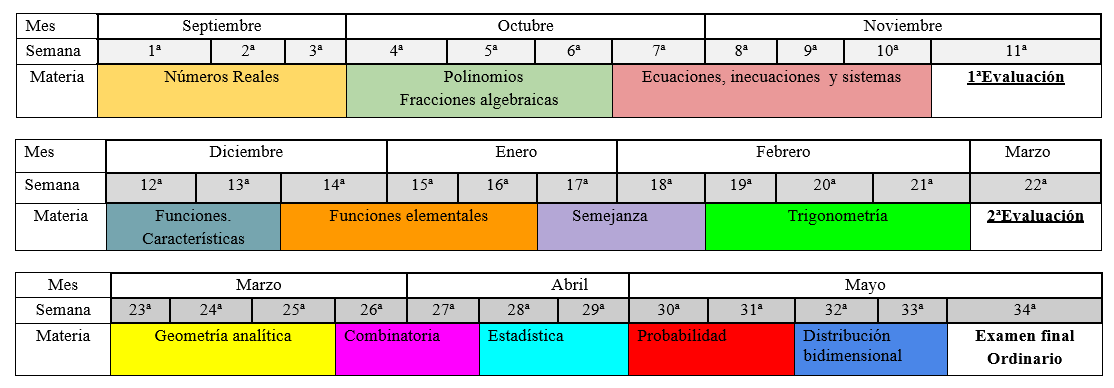 Mes Septiembre Octubre Noviembre
Semana 1ª 2ª 3ª 4ª 5ª 6ª 7ª 8ª 9ª 10ª 11ª
Materia Números Reales Polinomios Ecuaciones, inecuaciones y sistemas 1ªEvaluación
Fracciones algebraicas
Mes Diciembre Enero Febrero Marzo
Semana 12ª 13ª 14ª 15ª 16ª 17ª 18ª 19ª 20ª 21ª 22ª
Materia Funciones. Funciones elementales Semejanza Trigonometría 2ªEvaluación
Características
Mes Marzo Abril Mayo
Semana 23ª 24ª 25ª 26ª 27ª 28ª 29ª 30ª 31ª 32ª 33ª 34ª
Materia Geometría analítica Combinatoria Estadística Probabilidad Distribución Examen final
bidimensional Ordinario